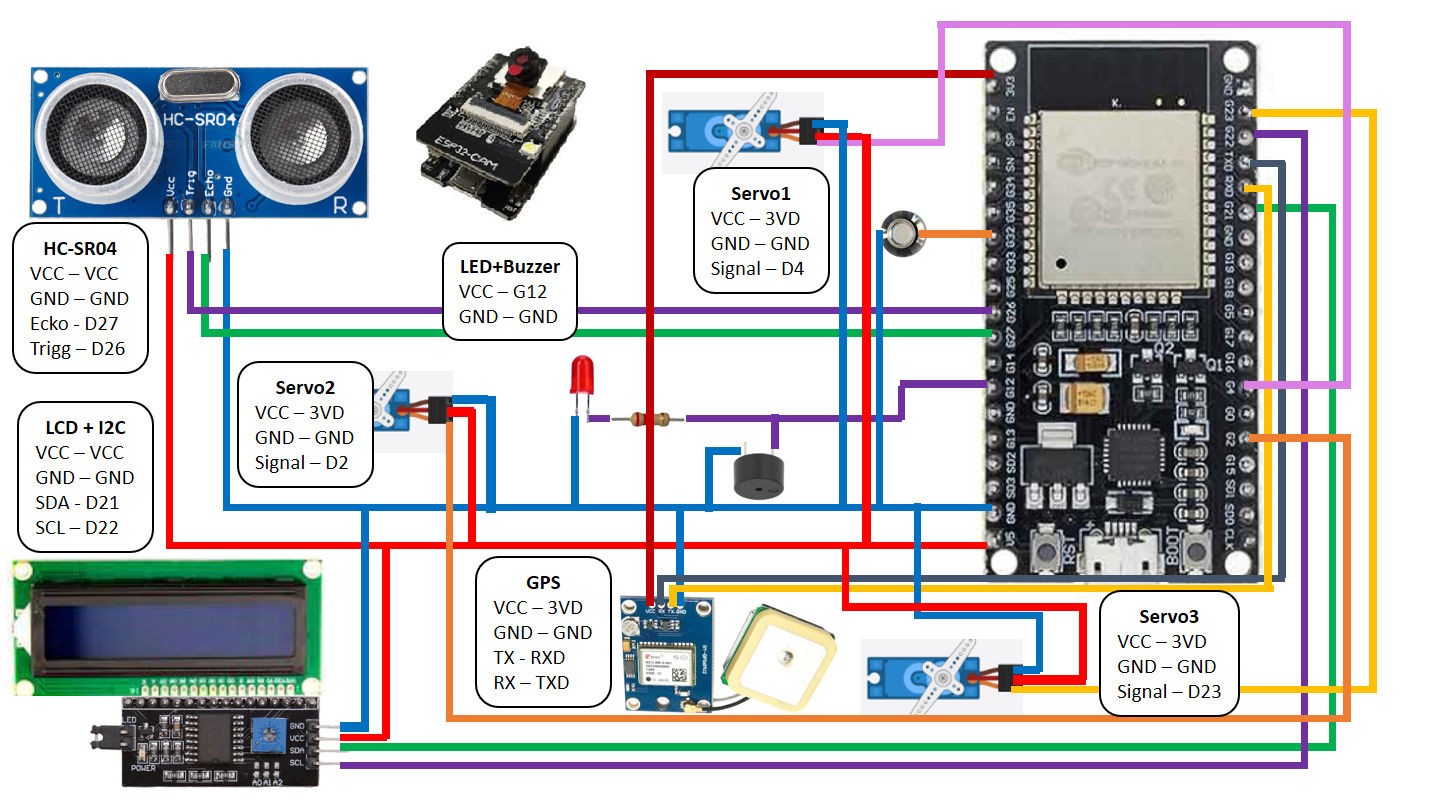 HC-SR04
T
R
Vcc
Trig
Echo
Gnd
HC-SR04
VCC – VCC
GND – GND
Ecko - D27
Trigg – D26
ESP32-CAM
LED+Buzzer
VCC – G12
GND – GND
Servo1
VCC – 3VD
GND – GND
Signal – D4
Servo2
VCC – 3VD
GND – GND
Signal – D2
LCD + I2C
VCC – VCC
GND – GND
SDA - D21
SCL – D22
GPS
VCC – 3VD
GND – GND
TX - RXD
RX – TXD
Servo3
VCC – 3VD
GND – GND
Signal – D23
3V3
EN
SP
SN
G34
G35
G32
G33
G25
G26
G27
G14
G12
GND
G13
SD2
SD3
GND
V5
GND
G23
G22
TXD
RXD
G21
GND
G19
G18
G5
G17
G16
G4
G0
G2
G15
SD1
SD0
CLK
Q2
Q1
RST
BOOT
VCC RX TX GND
LED
POWER
A0 A1 A2
GND
VCC
SDA
SCL
16